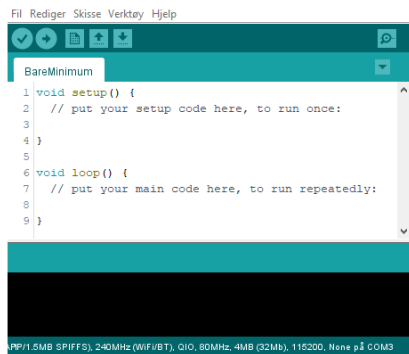 Fil Rediger Skisse Verktøy Hjelp
BareMinimum
1 void setup() {
2 // put your setup code here, to run once:
3
4 }
5
6 void loop() {
7 // put your main code here, to run repeatedly:
8
9 }
/1.5MB SPIFFS), 240MHz (WiFi/BT), QIO, 80MHz, 4MB (32Mb), 115200, None på COM3